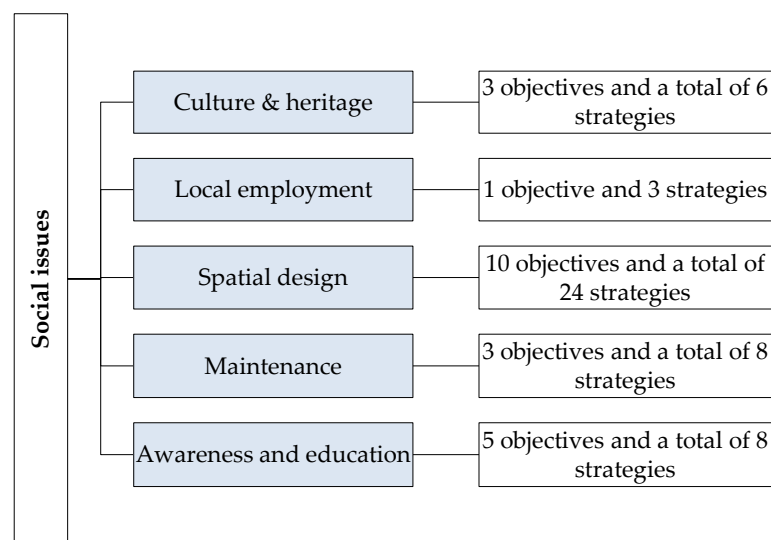 Social issues
Culture & heritage
3 objectives and a total of 6
strategies
Local employment
1 objective and 3 strategies
Spatial design
10 objectives and a total of
24 strategies
Maintenance
3 objectives and a total of 8
strategies
Awareness and education
5 objectives and a total of 8
strategies